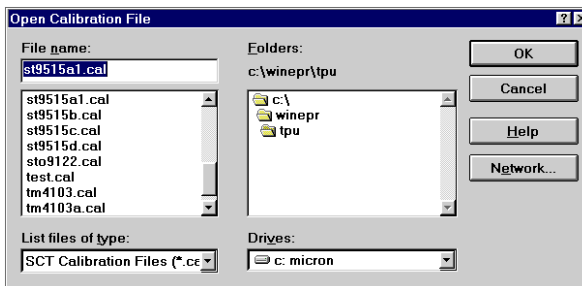 Open Calibration File
File name:
st9515a1.cal
st9515a1.cal
st9515b.cal
st9515c.cal
st9515d.cal
sto9122.cal
test.cal
tm4103.cal
tm4103a.cal
List files of type:
SCT Calibration Files (*.ca
Folders:
c:\winepr\tpu
c:\
winepr
tpu
Drives:
c: micron
OK
Cancel
Help
Network...